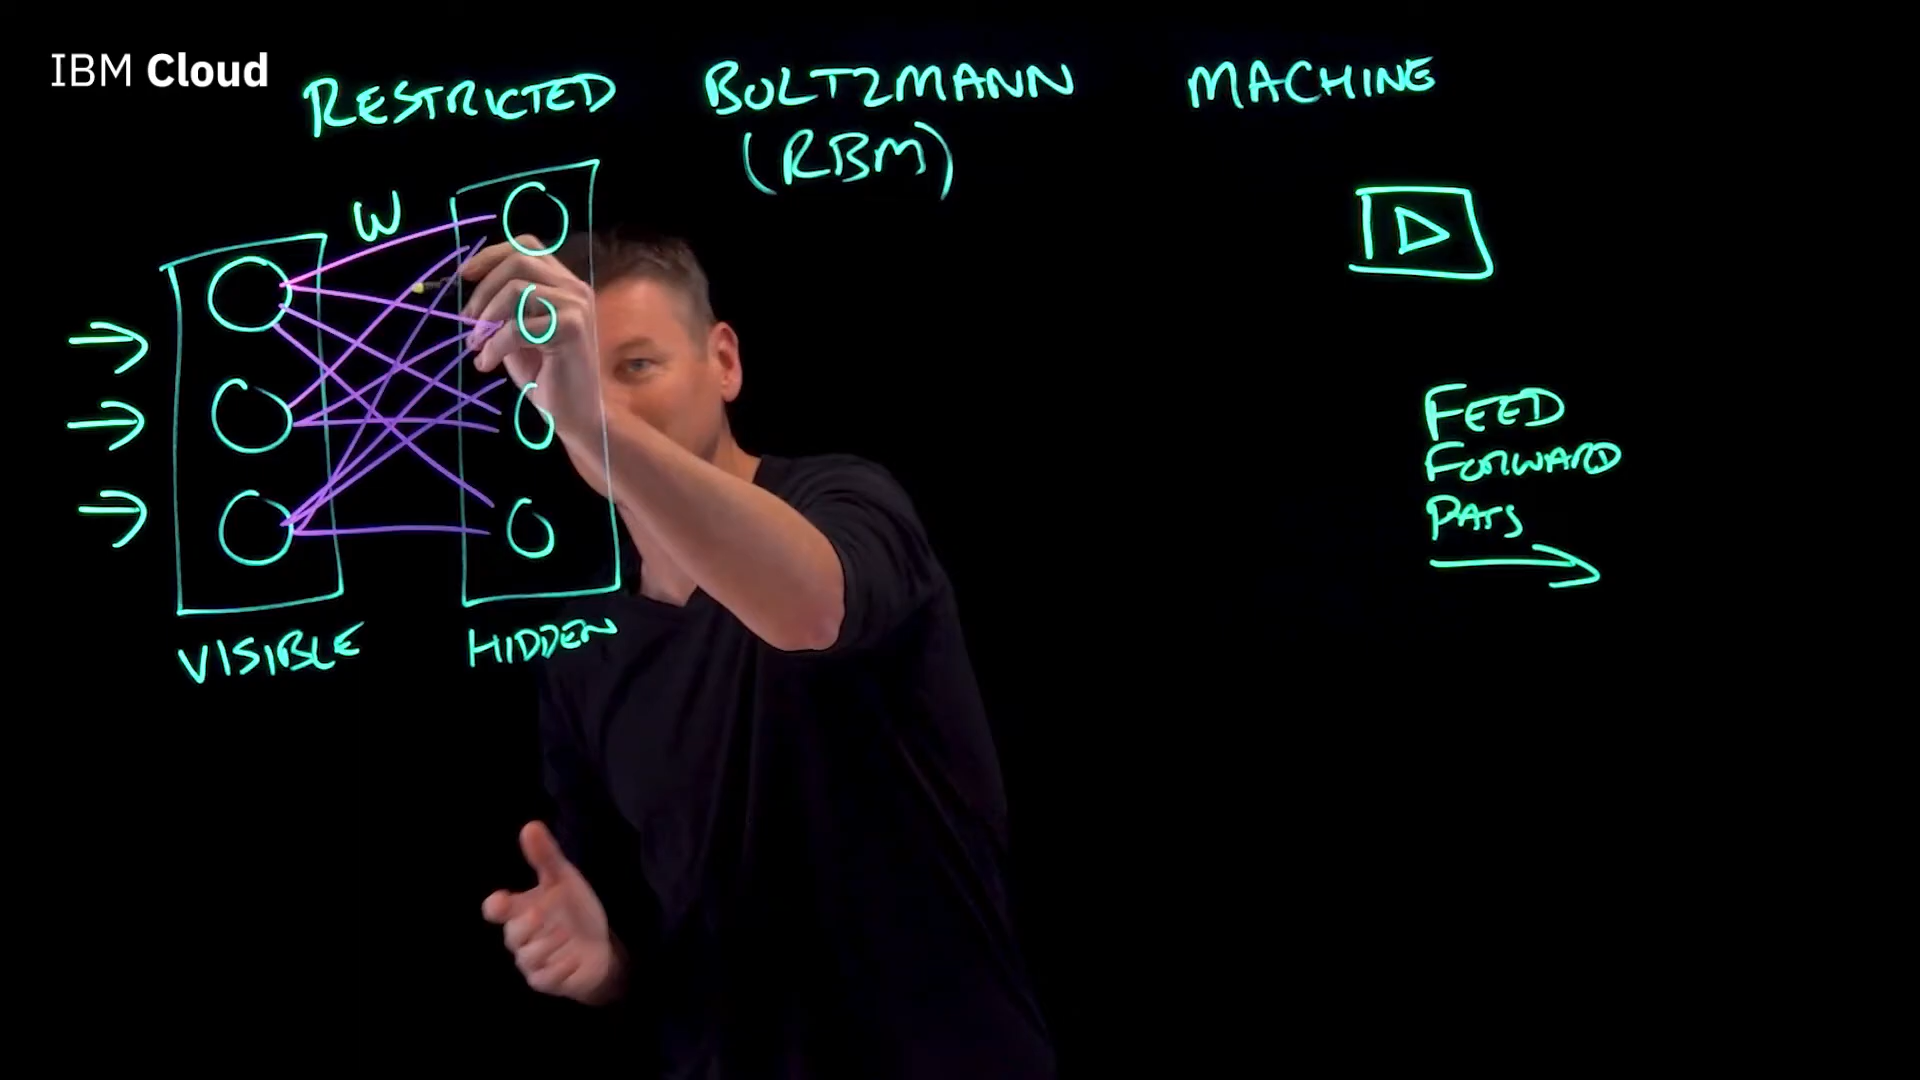 IBM Cloud
RESTRICTED BOLTZMANN MACHINE
(RBM)
W
VISIBLE
HIDDEN
FEED
FORWARD
PASS